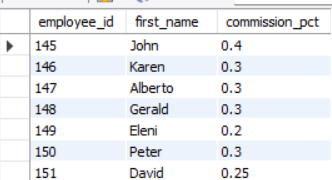 employee_id first_name commission_pct
145 John 0.4
146 Karen 0.3
147 Alberto 0.3
148 Gerald 0.3
149 Eleni 0.2
150 Peter 0.3
151 David 0.25